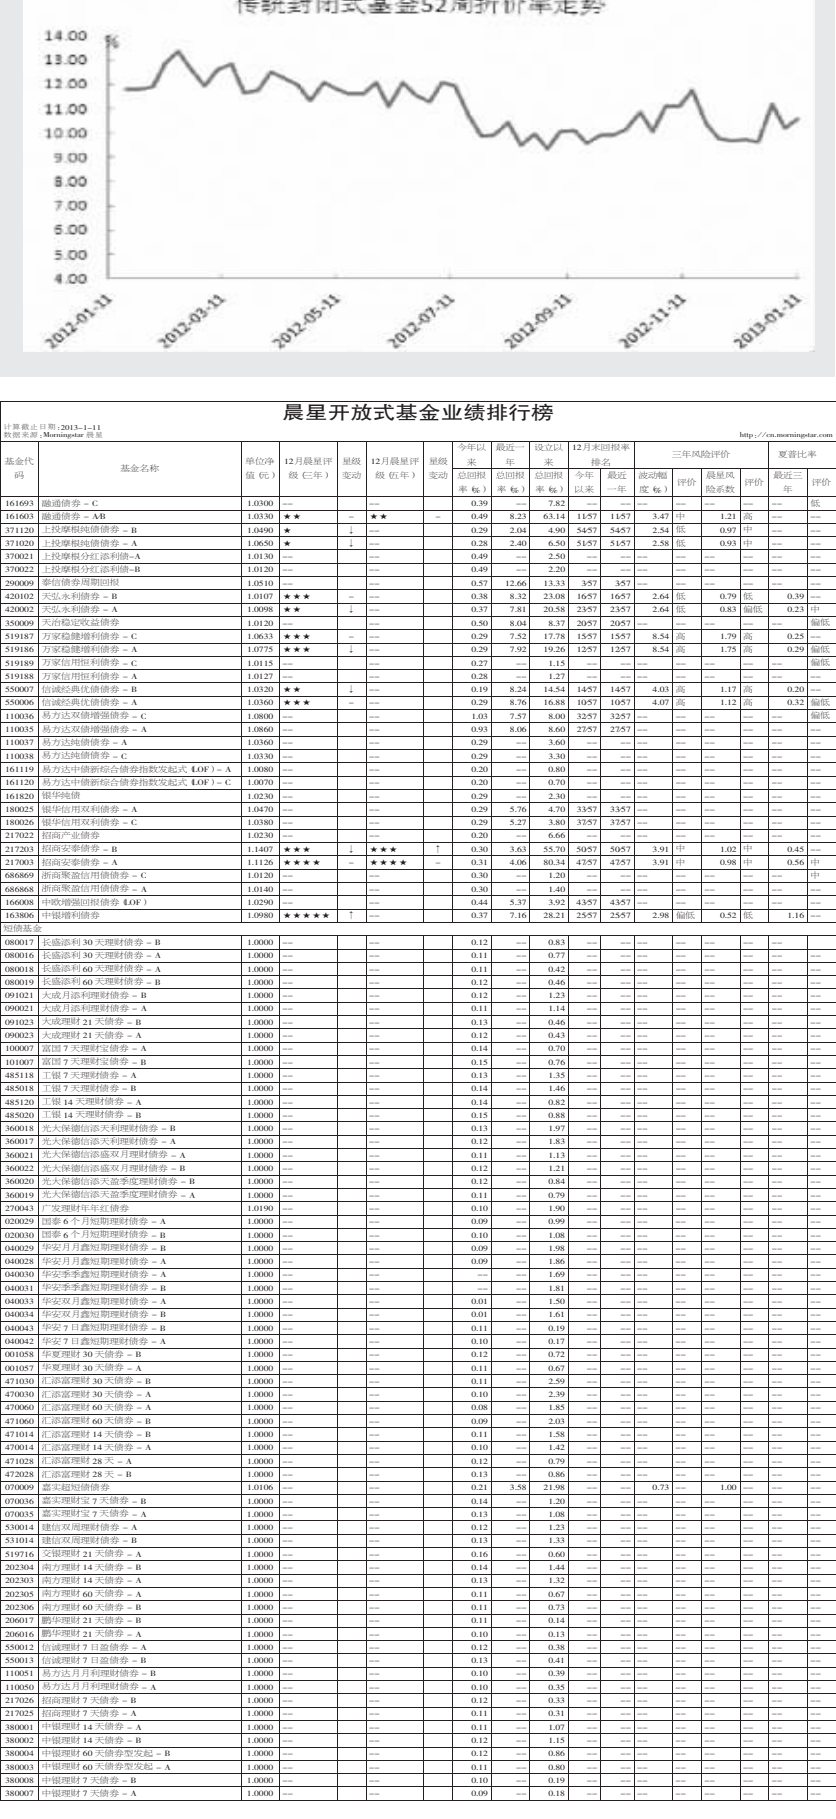 传统封闭式基金52周折价率走势
%
14.00
13.00
12.00
11.00
10.00
9.00
8.00
7.00
6.00
5.00
4.00
2012-01-11 2012-03-11 2012-05-11 2012-07-11 2012-09-11 2012-11-11 2013-01-11
晨星开放式基金业绩排行榜
计算截止日期:2013-1-11
数据来源:Morningstar 晨星 http://cn.morningstar.com
基金代码 基金名称 单位净值(元) 12月晨星评级(三年) 星级变动 12月晨星评级(五年) 星级变动 今年以来总回报率(%) 最近一年总回报率(%) 设立以来总回报率(%) 12月末回报率排名 今年以来 最近一年 三年风险评价 波动幅度(%) 评价 晨星风险系数 评价 夏普比率 最近三年 评价
161693 融通债券-C 1.0300 -- 0.39 -- 7.82 -- -- -- -- -- -- -- 低
161603 融通债券-A/B 1.0330 ★★ - ★★ - 0.49 8.23 63.14 11/57 11/57 3.47 中 1.21 高 -- --
371120 上投摩根纯债债券-B 1.0490 ★ ↓ -- 0.29 2.04 4.90 54/57 54/57 2.54 低 0.97 中 -- --
371020 上投摩根纯债债券-A 1.0650 ★ ↓ -- 0.28 2.40 6.50 51/57 51/57 2.58 低 0.93 中 -- --
370021 上投摩根分红添利债-A 1.0130 -- -- 0.49 -- 2.50 -- -- -- -- -- -- -- --
370022 上投摩根分红添利债-B 1.0120 -- -- 0.49 -- 2.20 -- -- -- -- -- -- -- --
290009 泰信债券周期回报 1.0510 -- -- 0.57 12.66 13.33 3/57 3/57 -- -- -- -- -- --
420102 天弘永利债券-B 1.0107 ★★★ - -- 0.38 8.32 23.08 16/57 16/57 2.64 低 0.79 低 0.39 --
420002 天弘永利债券-A 1.0098 ★★ ↓ -- 0.37 7.81 20.58 23/57 23/57 2.64 低 0.83 偏低 0.23 中
350009 天治稳定收益债券 1.0120 -- -- 0.50 8.04 8.37 20/57 20/57 -- -- -- -- -- 偏低
519187 万家稳健增利债券-C 1.0633 ★★★ - -- 0.29 7.52 17.78 15/57 15/57 8.54 高 1.79 高 0.25 --
519186 万家稳健增利债券-A 1.0775 ★★★ ↓ -- 0.29 7.92 19.26 12/57 12/57 8.54 高 1.75 高 0.29 偏低
519189 万家信用恒利债券-C 1.0115 -- -- 0.27 -- 1.15 -- -- -- -- -- -- -- 偏低
519188 万家信用恒利债券-A 1.0127 -- -- 0.28 -- 1.27 -- -- -- -- -- -- -- --
550007 信诚经典优债债券-B 1.0320 ★★ ↓ -- 0.19 8.24 14.54 14/57 14/57 4.03 高 1.17 高 0.20 --
550006 信诚经典优债债券-A 1.0360 ★★★ - -- 0.29 8.76 16.88 10/57 10/57 4.07 高 1.12 高 0.32 偏低
110036 易方达双债增强债券-C 1.0800 -- -- 1.03 7.57 8.00 32/57 32/57 -- -- -- -- -- 偏低
110035 易方达双债增强债券-A 1.0860 -- -- 0.93 8.06 8.60 27/57 27/57 -- -- -- -- -- --
110037 易方达纯债债券-A 1.0360 -- -- 0.29 -- 3.60 -- -- -- -- -- -- -- --
110038 易方达纯债债券-C 1.0330 -- -- 0.29 -- 3.30 -- -- -- -- -- -- -- --
161119 易方达中债新综合债券指数发起式(LOF)-A 1.0080 -- -- 0.20 -- 0.80 -- -- -- -- -- -- -- --
161120 易方达中债新综合债券指数发起式(LOF)-C 1.0070 -- -- 0.20 -- 0.70 -- -- -- -- -- -- -- --
161820 银华纯债 1.0230 -- -- 0.29 -- 2.30 -- -- -- -- -- -- -- --
180025 银华信用双利债券-A 1.0470 -- -- 0.29 5.76 4.70 33/57 33/57 -- -- -- -- -- --
180026 银华信用双利债券-C 1.0380 -- -- 0.29 5.27 3.80 37/57 37/57 -- -- -- -- -- --
217022 招商产业债券 1.0230 -- -- 0.20 -- 6.66 -- -- -- -- -- -- -- --
217203 招商安泰债券-B 1.1407 ★★★ ↓ ★★★ ↑ 0.30 3.63 55.70 50/57 50/57 3.91 中 1.02 中 0.45 --
217003 招商安泰债券-A 1.1126 ★★★★ - ★★★★ - 0.31 4.06 80.34 47/57 47/57 3.91 中 0.98 中 0.56 中
686869 浙商聚盈信用债债券-C 1.0120 -- -- 0.30 -- 1.20 -- -- -- -- -- -- -- 中
686868 浙商聚盈信用债债券-A 1.0140 -- -- 0.30 -- 1.40 -- -- -- -- -- -- -- --
166008 中欧增强回报债券(LOF) 1.0290 -- -- 0.44 5.37 3.92 43/57 43/57 -- -- -- -- -- --
163806 中银增利债券 1.0980 ★★★★★ ↑ -- 0.37 7.16 28.21 25/57 25/57 2.98 偏低 0.52 低 1.16 --
短债基金
080017 长盛添利30天理财债券-B 1.0000 -- -- 0.12 -- 0.83 -- -- -- -- -- -- -- --
080016 长盛添利30天理财债券-A 1.0000 -- -- 0.11 -- 0.77 -- -- -- -- -- -- -- --
080018 长盛添利60天理财债券-A 1.0000 -- -- 0.11 -- 0.42 -- -- -- -- -- -- -- --
080019 长盛添利60天理财债券-B 1.0000 -- -- 0.12 -- 0.46 -- -- -- -- -- -- -- --
091021 大成月添利理财债券-B 1.0000 -- -- 0.12 -- 1.23 -- -- -- -- -- -- -- --
090021 大成月添利理财债券-A 1.0000 -- -- 0.11 -- 1.14 -- -- -- -- -- -- -- --
091023 大成理财21天债券-B 1.0000 -- -- 0.13 -- 0.46 -- -- -- -- -- -- -- --
090023 大成理财21天债券-A 1.0000 -- -- 0.12 -- 0.43 -- -- -- -- -- -- -- --
100007 富国7天理财宝债券-A 1.0000 -- -- 0.14 -- 0.70 -- -- -- -- -- -- -- --
101007 富国7天理财宝债券-B 1.0000 -- -- 0.15 -- 0.76 -- -- -- -- -- -- -- --
485118 工银7天理财债券-A 1.0000 -- -- 0.13 -- 1.35 -- -- -- -- -- -- -- --
485018 工银7天理财债券-B 1.0000 -- -- 0.14 -- 1.46 -- -- -- -- -- -- -- --
485120 工银14天理财债券-A 1.0000 -- -- 0.14 -- 0.82 -- -- -- -- -- -- -- --
485020 工银14天理财债券-B 1.0000 -- -- 0.15 -- 0.88 -- -- -- -- -- -- -- --
360018 光大保德信添天利理财债券-B 1.0000 -- -- 0.13 -- 1.97 -- -- -- -- -- -- -- --
360017 光大保德信添天利理财债券-A 1.0000 -- -- 0.12 -- 1.83 -- -- -- -- -- -- -- --
360021 光大保德信添盛双月理财债券-A 1.0000 -- -- 0.11 -- 1.13 -- -- -- -- -- -- -- --
360022 光大保德信添盛双月理财债券-B 1.0000 -- -- 0.12 -- 1.21 -- -- -- -- -- -- -- --
360020 光大保德信添天盈季度理财债券-B 1.0000 -- -- 0.12 -- 0.84 -- -- -- -- -- -- -- --
360019 光大保德信添天盈季度理财债券-A 1.0000 -- -- 0.11 -- 0.79 -- -- -- -- -- -- -- --
270043 广发理财年年红债券 1.0190 -- -- 0.10 -- 1.90 -- -- -- -- -- -- -- --
020029 国泰6个月短期理财债券-A 1.0000 -- -- 0.09 -- 0.99 -- -- -- -- -- -- -- --
020030 国泰6个月短期理财债券-B 1.0000 -- -- 0.10 -- 1.08 -- -- -- -- -- -- -- --
040029 华安月月鑫短期理财债券-B 1.0000 -- -- 0.09 -- 1.98 -- -- -- -- -- -- -- --
040028 华安月月鑫短期理财债券-A 1.0000 -- -- 0.09 -- 1.86 -- -- -- -- -- -- -- --
040030 华安季季鑫短期理财债券-A 1.0000 -- -- -- -- 1.69 -- -- -- -- -- -- -- --
040031 华安季季鑫短期理财债券-B 1.0000 -- -- -- -- 1.81 -- -- -- -- -- -- -- --
040033 华安双月鑫短期理财债券-A 1.0000 -- -- 0.01 -- 1.50 -- -- -- -- -- -- -- --
040034 华安双月鑫短期理财债券-B 1.0000 -- -- 0.01 -- 1.61 -- -- -- -- -- -- -- --
040043 华安7日鑫短期理财债券-B 1.0000 -- -- 0.11 -- 0.19 -- -- -- -- -- -- -- --
040042 华安7日鑫短期理财债券-A 1.0000 -- -- 0.10 -- 0.17 -- -- -- -- -- -- -- --
001058 华夏理财30天债券-B 1.0000 -- -- 0.12 -- 0.72 -- -- -- -- -- -- -- --
001057 华夏理财30天债券-A 1.0000 -- -- 0.11 -- 0.67 -- -- -- -- -- -- -- --
471030 汇添富理财30天债券-B 1.0000 -- -- 0.11 -- 2.59 -- -- -- -- -- -- -- --
470030 汇添富理财30天债券-A 1.0000 -- -- 0.10 -- 2.39 -- -- -- -- -- -- -- --
470060 汇添富理财60天债券-A 1.0000 -- -- 0.08 -- 1.85 -- -- -- -- -- -- -- --
471060 汇添富理财60天债券-B 1.0000 -- -- 0.09 -- 2.03 -- -- -- -- -- -- -- --
471014 汇添富理财14天债券-B 1.0000 -- -- 0.11 -- 1.58 -- -- -- -- -- -- -- --
470014 汇添富理财14天债券-A 1.0000 -- -- 0.10 -- 1.42 -- -- -- -- -- -- -- --
471028 汇添富理财28天-A 1.0000 -- -- 0.12 -- 0.79 -- -- -- -- -- -- -- --
472028 汇添富理财28天-B 1.0000 -- -- 0.13 -- 0.86 -- -- -- -- -- -- -- --
070009 嘉实超短债债券 1.0106 -- -- 0.21 3.58 21.98 -- -- 0.73 -- 1.00 -- -- --
070036 嘉实理财宝7天债券-B 1.0000 -- -- 0.14 -- 1.20 -- -- -- -- -- -- -- --
070035 嘉实理财宝7天债券-A 1.0000 -- -- 0.13 -- 1.08 -- -- -- -- -- -- -- --
530014 建信双周理财债券-A 1.0000 -- -- 0.12 -- 1.23 -- -- -- -- -- -- -- --
531014 建信双周理财债券-B 1.0000 -- -- 0.13 -- 1.33 -- -- -- -- -- -- -- --
519716 交银理财21天债券-A 1.0000 -- -- 0.16 -- 0.60 -- -- -- -- -- -- -- --
202304 南方理财14天债券-B 1.0000 -- -- 0.14 -- 1.44 -- -- -- -- -- -- -- --
202303 南方理财14天债券-A 1.0000 -- -- 0.13 -- 1.32 -- -- -- -- -- -- -- --
202305 南方理财60天债券-A 1.0000 -- -- 0.11 -- 0.67 -- -- -- -- -- -- -- --
202306 南方理财60天债券-B 1.0000 -- -- 0.11 -- 0.73 -- -- -- -- -- -- -- --
206017 鹏华理财21天债券-B 1.0000 -- -- 0.11 -- 0.14 -- -- -- -- -- -- -- --
206016 鹏华理财21天债券-A 1.0000 -- -- 0.10 -- 0.13 -- -- -- -- -- -- -- --
550012 信诚理财7日盈债券-A 1.0000 -- -- 0.12 -- 0.38 -- -- -- -- -- -- -- --
550013 信诚理财7日盈债券-B 1.0000 -- -- 0.13 -- 0.41 -- -- -- -- -- -- -- --
110051 易方达月月利理财债券-B 1.0000 -- -- 0.10 -- 0.39 -- -- -- -- -- -- -- --
110050 易方达月月利理财债券-A 1.0000 -- -- 0.10 -- 0.35 -- -- -- -- -- -- -- --
217026 招商理财7天债券-B 1.0000 -- -- 0.12 -- 0.33 -- -- -- -- -- -- -- --
217025 招商理财7天债券-A 1.0000 -- -- 0.11 -- 0.31 -- -- -- -- -- -- -- --
380001 中银理财14天债券-A 1.0000 -- -- 0.11 -- 1.07 -- -- -- -- -- -- -- --
380002 中银理财14天债券-B 1.0000 -- -- 0.12 -- 1.15 -- -- -- -- -- -- -- --
380004 中银理财60天债券型发起-B 1.0000 -- -- 0.12 -- 0.86 -- -- -- -- -- -- -- --
380003 中银理财60天债券型发起-A 1.0000 -- -- 0.11 -- 0.80 -- -- -- -- -- -- -- --
380008 中银理财7天债券-B 1.0000 -- -- 0.10 -- 0.19 -- -- -- -- -- -- -- --
380007 中银理财7天债券-A 1.0000 -- -- 0.09 -- 0.18 -- -- -- -- -- -- -- --